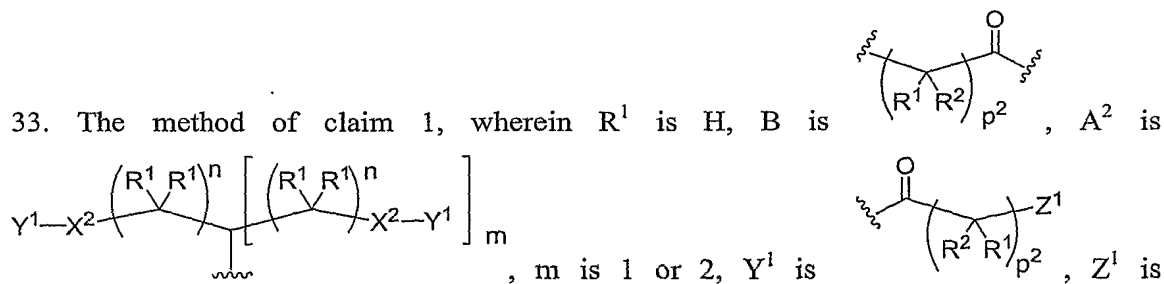 O
R¹ R² p²
33. The method of claim 1, wherein R¹ is H, B is , A² is
Y¹—X² (R¹ R¹)n [(R¹ R¹)n X²—Y¹] m
O
(R² R¹) p² Z¹
, m is 1 or 2, Y¹ is , Z¹ is